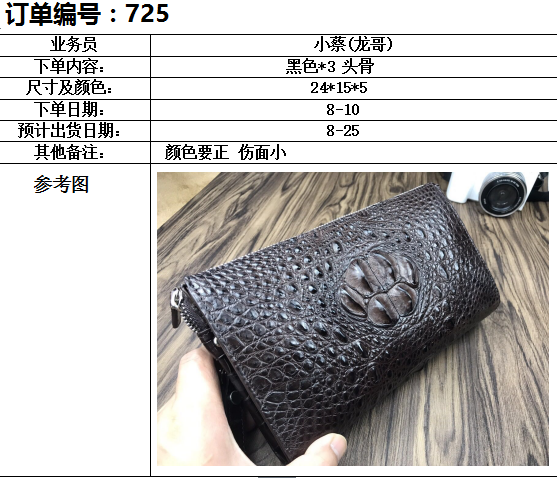 订单编号：725
业务员 小蔡(龙哥)
下单内容： 黑色*3 头骨
尺寸及颜色： 24*15*5
下单日期： 8-10
预计出货日期： 8-25
其他备注： 颜色要正 伤面小
参考图